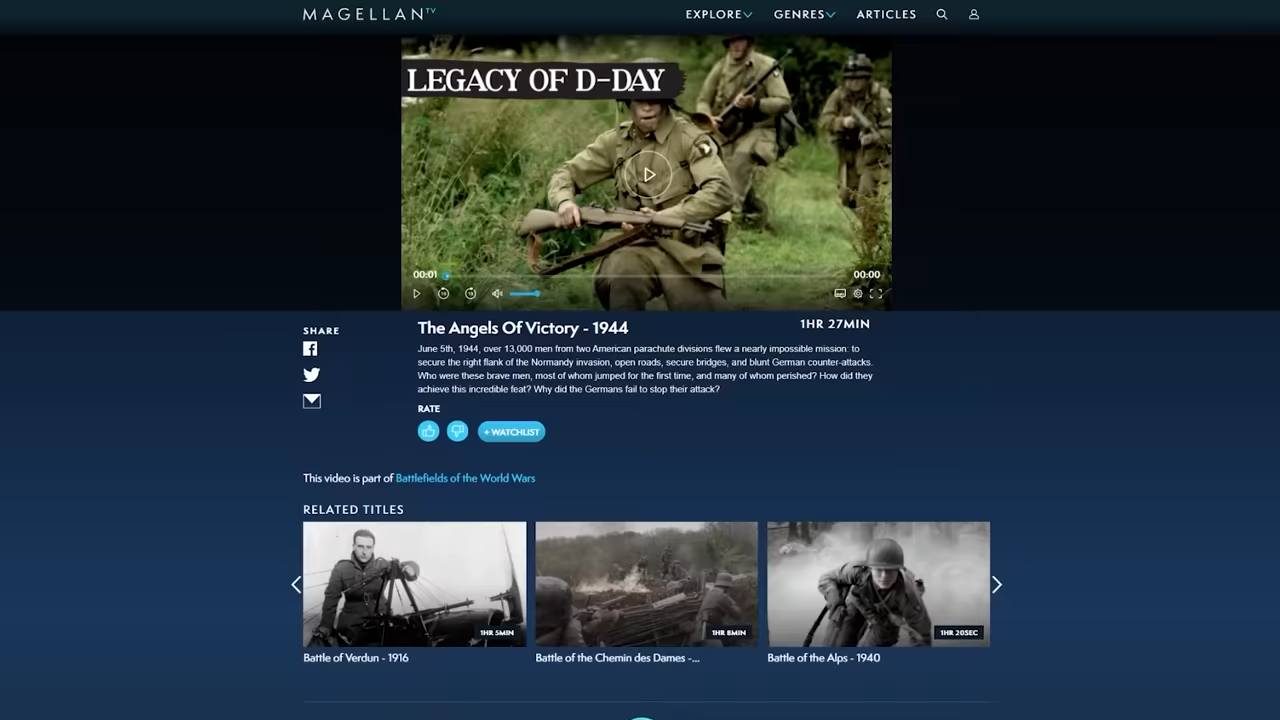 MAGELLANTV
EXPLORE
GENRES
ARTICLES
LEGACY OF D-DAY
00:01
00:00
10
10
SHARE
The Angels Of Victory - 1944
1HR 27MIN
June 5th, 1944, over 13,000 men from two American parachute divisions flew a nearly impossible mission: to
secure the right flank of the Normandy invasion, open roads, secure bridges, and blunt German counter-attacks.
Who were these brave men, most of whom jumped for the first time, and many of whom perished? How did they
achieve this incredible feat? Why did the Germans fail to stop their attack?
RATE
+ WATCHLIST
This video is part of Battlefields of the World Wars
RELATED TITLES
1HR 5MIN
1HR 8MIN
1HR 20SEC
Battle of Verdun - 1916
Battle of the Chemin des Dames -...
Battle of the Alps - 1940